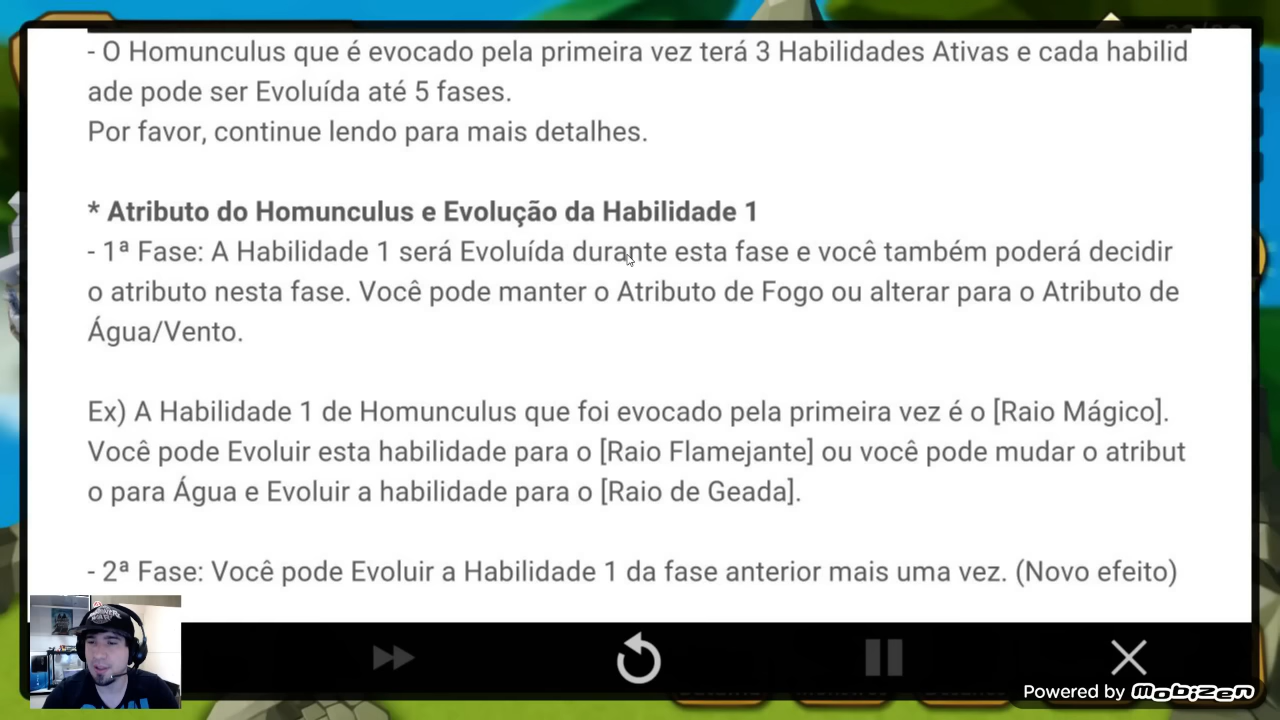 - O Homunculus que é evocado pela primeira vez terá 3 Habilidades Ativas e cada habilid
ade pode ser Evoluída até 5 fases.
Por favor, continue lendo para mais detalhes.
* Atributo do Homunculus e Evolução da Habilidade 1
- 1ª Fase: A Habilidade 1 será Evoluída durante esta fase e você também poderá decidir
o atributo nesta fase. Você pode manter o Atributo de Fogo ou alterar para o Atributo de
Água/Vento.
Ex) A Habilidade 1 de Homunculus que foi evocado pela primeira vez é o [Raio Mágico].
Você pode Evoluir esta habilidade para o [Raio Flamejante] ou você pode mudar o atribut
o para Água e Evoluir a habilidade para o [Raio de Geada].
- 2ª Fase: Você pode Evoluir a Habilidade 1 da fase anterior mais uma vez. (Novo efeito)
Powered by mobizen